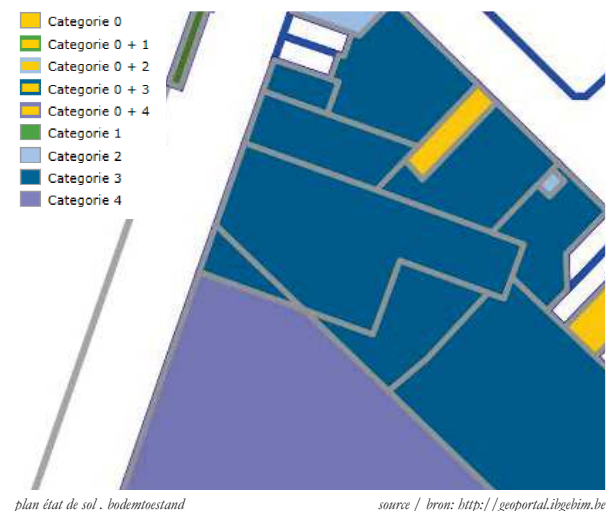 Categorie 0
Categorie 0 + 1
Categorie 0 + 2
Categorie 0 + 3
Categorie 0 + 4
Categorie 1
Categorie 2
Categorie 3
Categorie 4
plan état de sol . bodemtoestand source / bron: http://geoportal.ibgebim.be